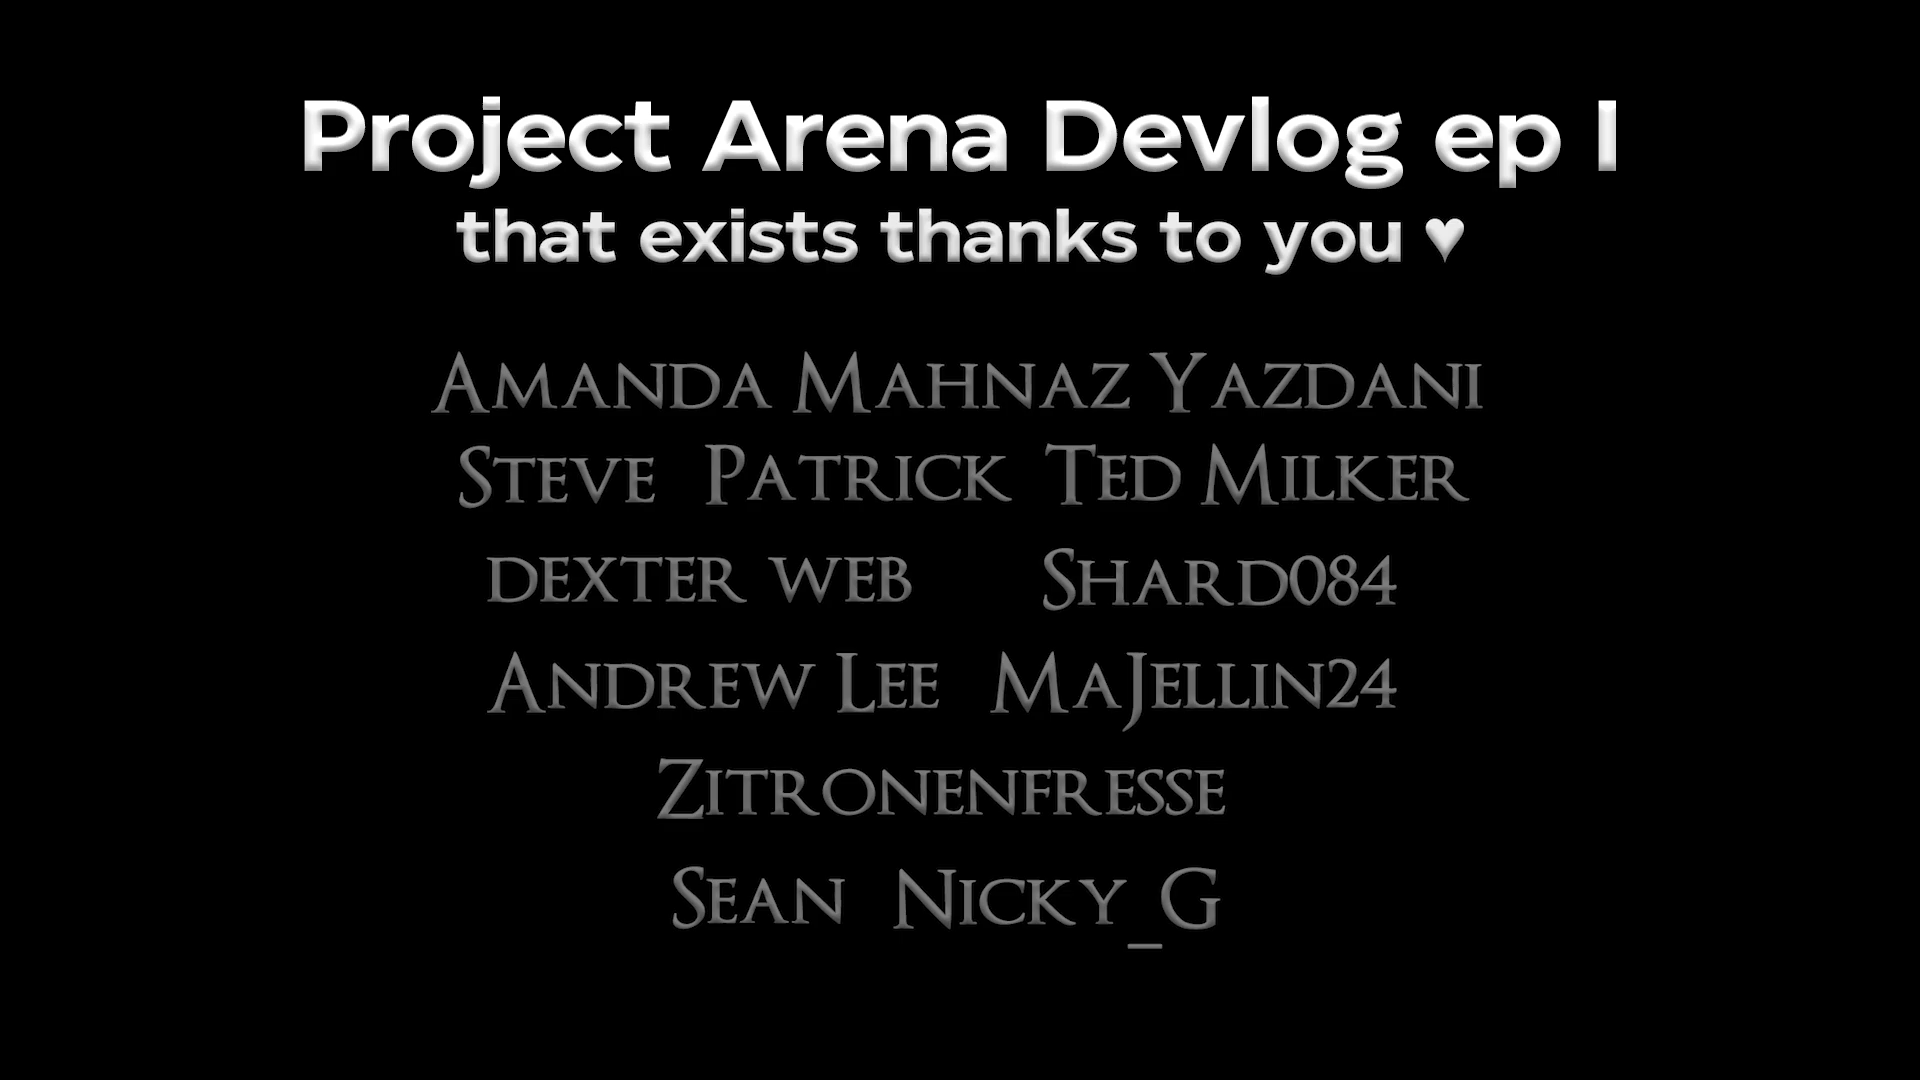 Project Arena Devlog ep I
that exists thanks to you ♥
Amanda Mahnaz Yazdani
Steve Patrick Ted Milker
dexter web Shard084
Andrew Lee MaJellin24
Zitronenfresse
Sean Nicky_G